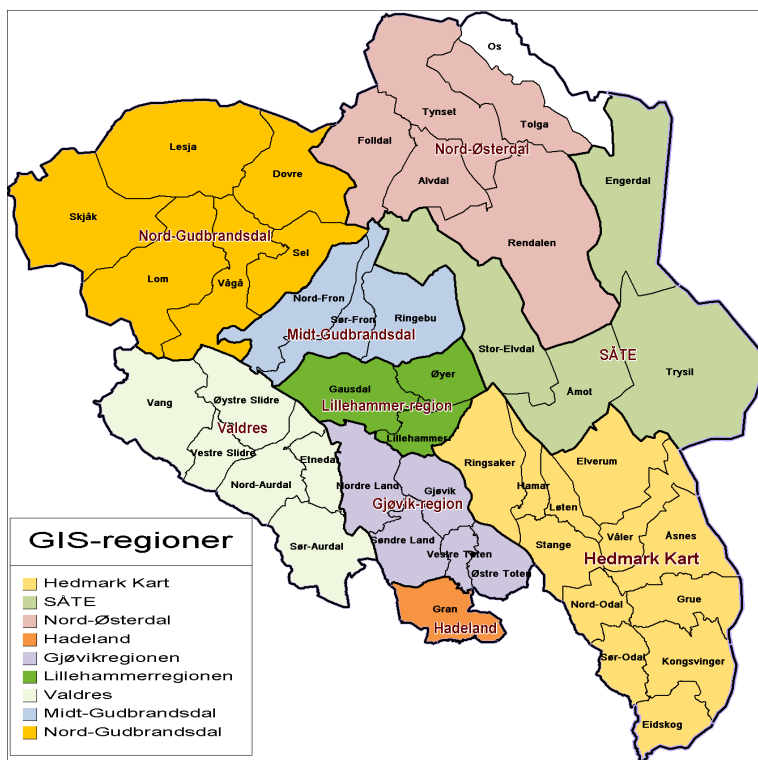 Os
Tynset
Tolga
Folldal
Nord-Østerdal
Lesja
Dovre
Alvdal
Engerdal
Skjåk
Nord-Gudbrandsdal
Sel
Rendalen
Lom
Vågå
Nord-Fron
Sør-Fron
Ringebu
Midt-Gudbrandsdal
Stor-Elvdal
SÅTE
Trysil
Øyer
Åmot
Gausdal
Vang
Øystre Slidre
Lillehammer-region
Valdres
Lillehammer
Vestre Slidre
Etnedal
Ringsaker
Elverum
Nord-Aurdal
Nordre Land
Gjøvik
Hamar
Gjøvik-region
Løten
Søndre Land
Våler
Åsnes
Sør-Aurdal
Vestre Toten
Stange
Hedmark Kart
Østre Toten
Gran
Hadeland
Nord-Odal
Grue
Sør-Odal
Kongsvinger
Eidskog
GIS-regioner
Hedmark Kart
SÅTE
Nord-Østerdal
Hadeland
Gjøvikregionen
Lillehammerregionen
Valdres
Midt-Gudbrandsdal
Nord-Gudbrandsdal